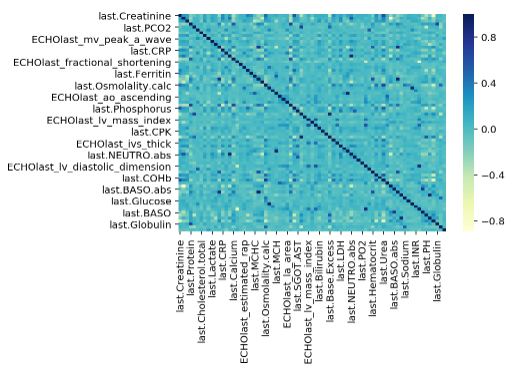 last.Creatinine
last.PCO2
ECHOlast_mv_peak_a_wave
last.CRP
ECHOlast_fractional_shortening
last.Ferritin
last.Osmolality.calc
ECHOlast_ao_ascending
last.Phosphorus
ECHOlast_lv_mass_index
last.CPK
ECHOlast_ivs_thick
last.NEUTRO.abs
ECHOlast_lv_diastolic_dimension
last.COHb
last.BASO.abs
last.Glucose
last.BASO
last.Globulin
0.8
0.4
0.0
−0.4
−0.8
last.Creatinine
last.Protein
last.Cholesterol.total
last.Lactate
last.CRP
last.Calcium
ECHOlast_estimated_rap
last.MCHC
last.Osmolality.calc
last.MCH
ECHOlast_la_area
last.SGOT_AST
ECHOlast_lv_mass_index
last.Bilirubin
last.Base.Excess
last.LDH
last.NEUTRO.abs
last.PO2
last.Hematocrit
last.Urea
last.BASO.abs
last.Sodium
last.INR
last.PH
last.Globulin